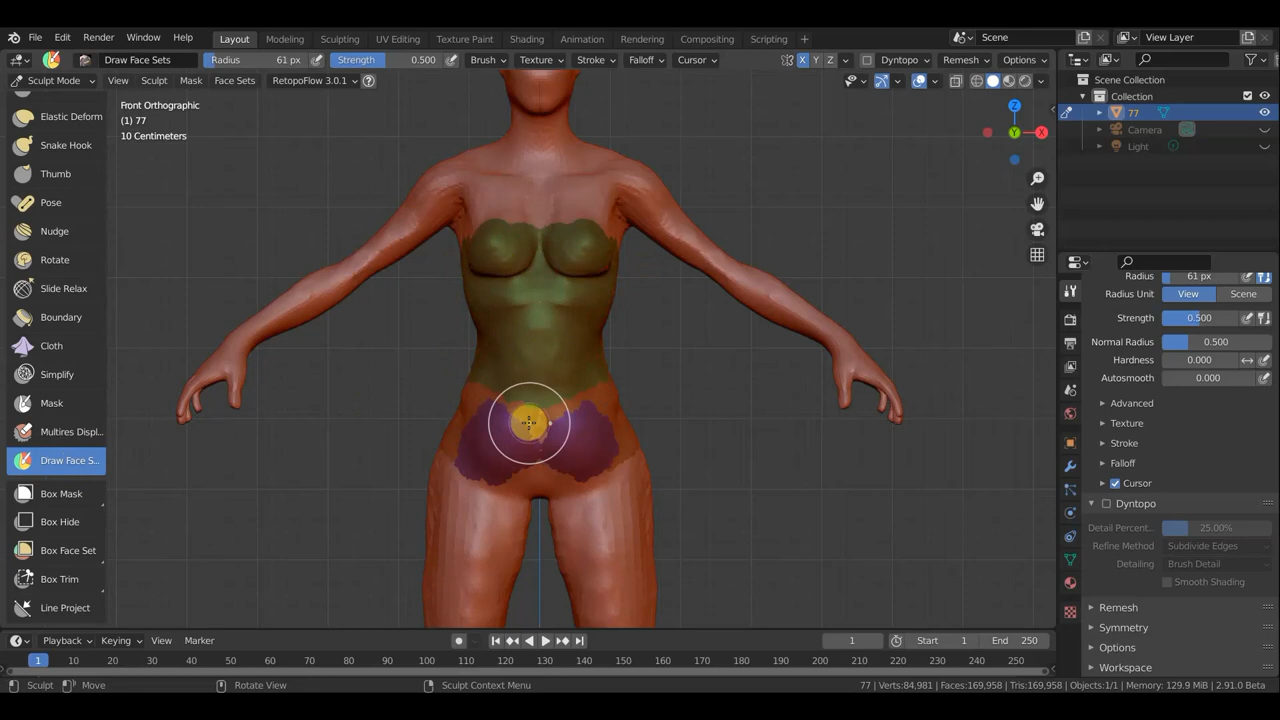 File Edit Render Window Help Layout Modeling Sculpting UV Editing Texture Paint Shading Animation Rendering Compositing Scripting + Scene View Layer
Draw Face Sets Radius 61 px Strength 0.500 Brush Texture Stroke Falloff Cursor X Y Z Dyntopo Remesh Options
Sculpt Mode View Sculpt Mask Face Sets RetopoFlow 3.0.1 ?
Scene Collection
Collection
77
Camera
Light
Front Orthographic
(1) 77
10 Centimeters
Z
Y
X
Elastic Deform
Snake Hook
Thumb
Pose
Nudge
Rotate
Slide Relax
Boundary
Cloth
Simplify
Mask
Multires Displ...
Draw Face S...
Box Mask
Box Hide
Box Face Set
Box Trim
Line Project
Radius 61 px
Radius Unit View Scene
Strength 0.500
Normal Radius 0.500
Hardness 0.000
Autosmooth 0.000
Advanced
Texture
Stroke
Falloff
Cursor
Dyntopo
Detail Percent... 25.00%
Refine Method Subdivide Edges
Detailing Brush Detail
Smooth Shading
Remesh
Symmetry
Options
Workspace
Playback Keying View Marker 1 Start 1 End 250
1 10 20 30 40 50 60 70 80 90 100 110 120 130 140 150 160 170 180 190 200 210 220 230 240 250
Sculpt Move Rotate View Sculpt Context Menu 77 | Verts:84,981 | Faces:169,958 | Tris:169,958 | Objects:1/1 | Memory: 129.9 MiB | 2.91.0 Beta